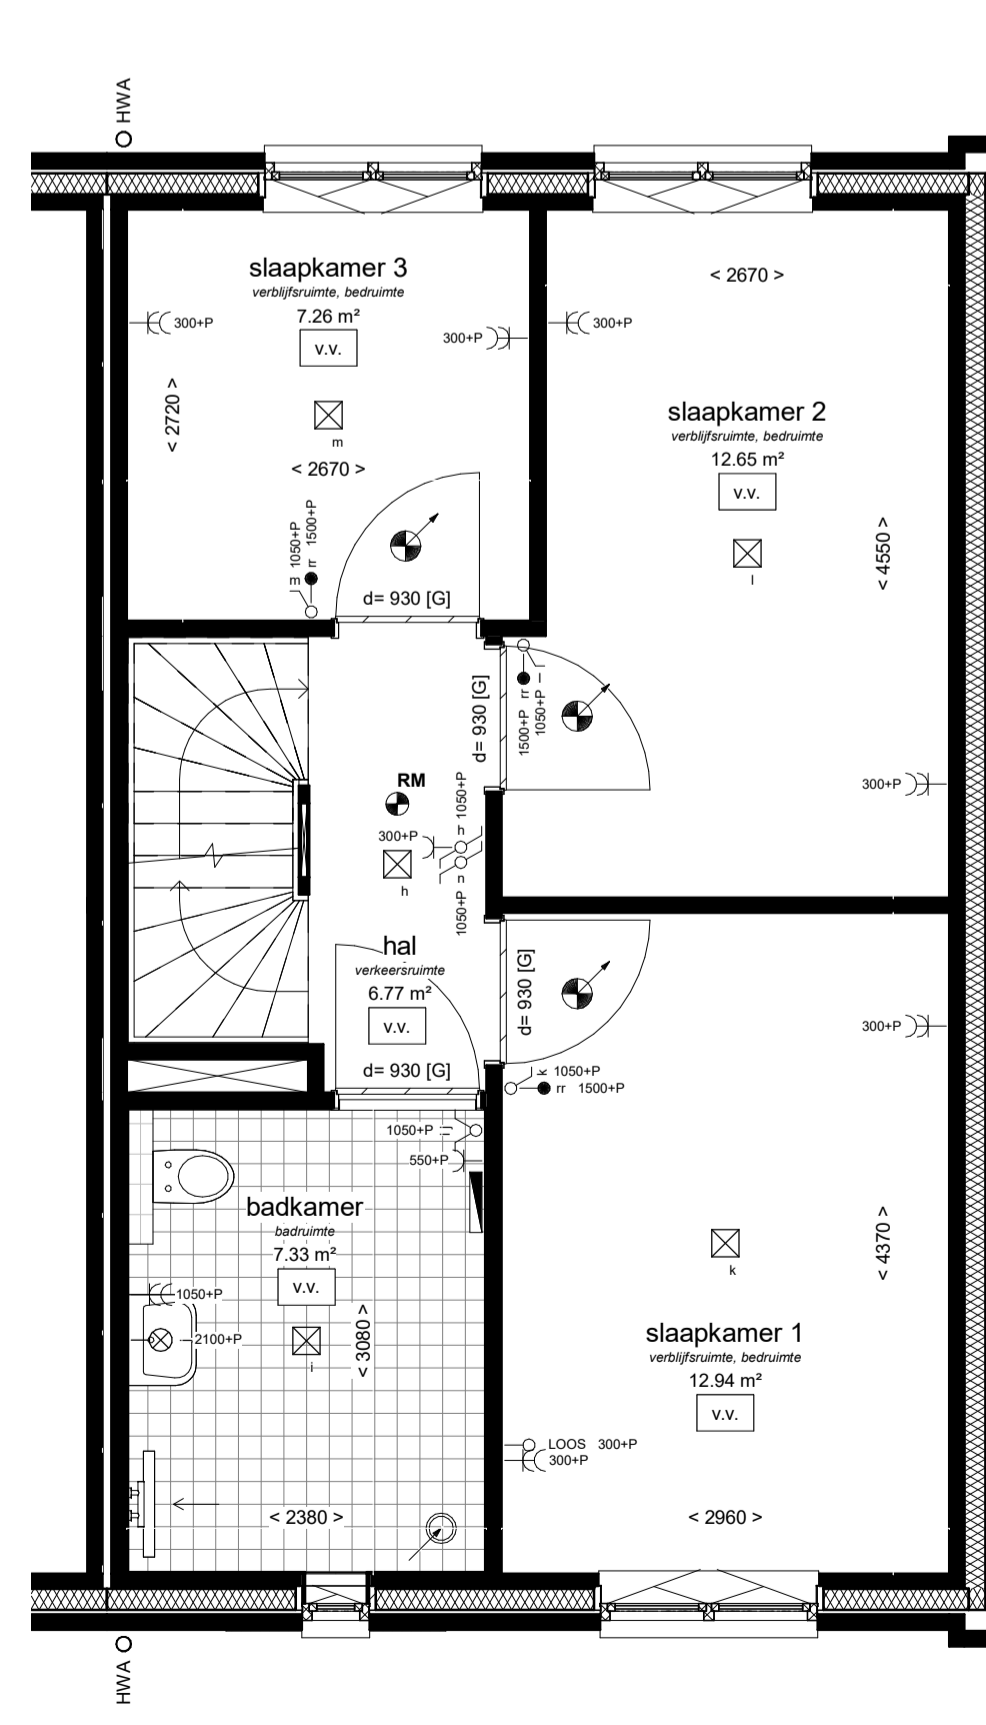 HWA
slaapkamer 3
verblijfsruimte, bedruimte
7.26 m²
v.v.
300+P
300+P
< 2720 >
m
< 2670 >
m 1050+P
rr 1500+P
d= 930 [G]
< 2670 >
300+P
slaapkamer 2
verblijfsruimte, bedruimte
12.65 m²
v.v.
l
< 4550 >
d= 930 [G]
1500+P rr
1050+P l
300+P
RM
300+P
h
h 1050+P
1050+P n
hal
verkeersruimte
6.77 m²
v.v.
d= 930 [G]
d= 930 [G]
300+P
k 1050+P
rr 1500+P
1050+P
550+P
badkamer
badruimte
7.33 m²
v.v.
1050+P
2100+P
i
< 3080 >
< 2380 >
k
< 4370 >
slaapkamer 1
verblijfsruimte, bedruimte
12.94 m²
v.v.
LOOS 300+P
300+P
< 2960 >
HWA